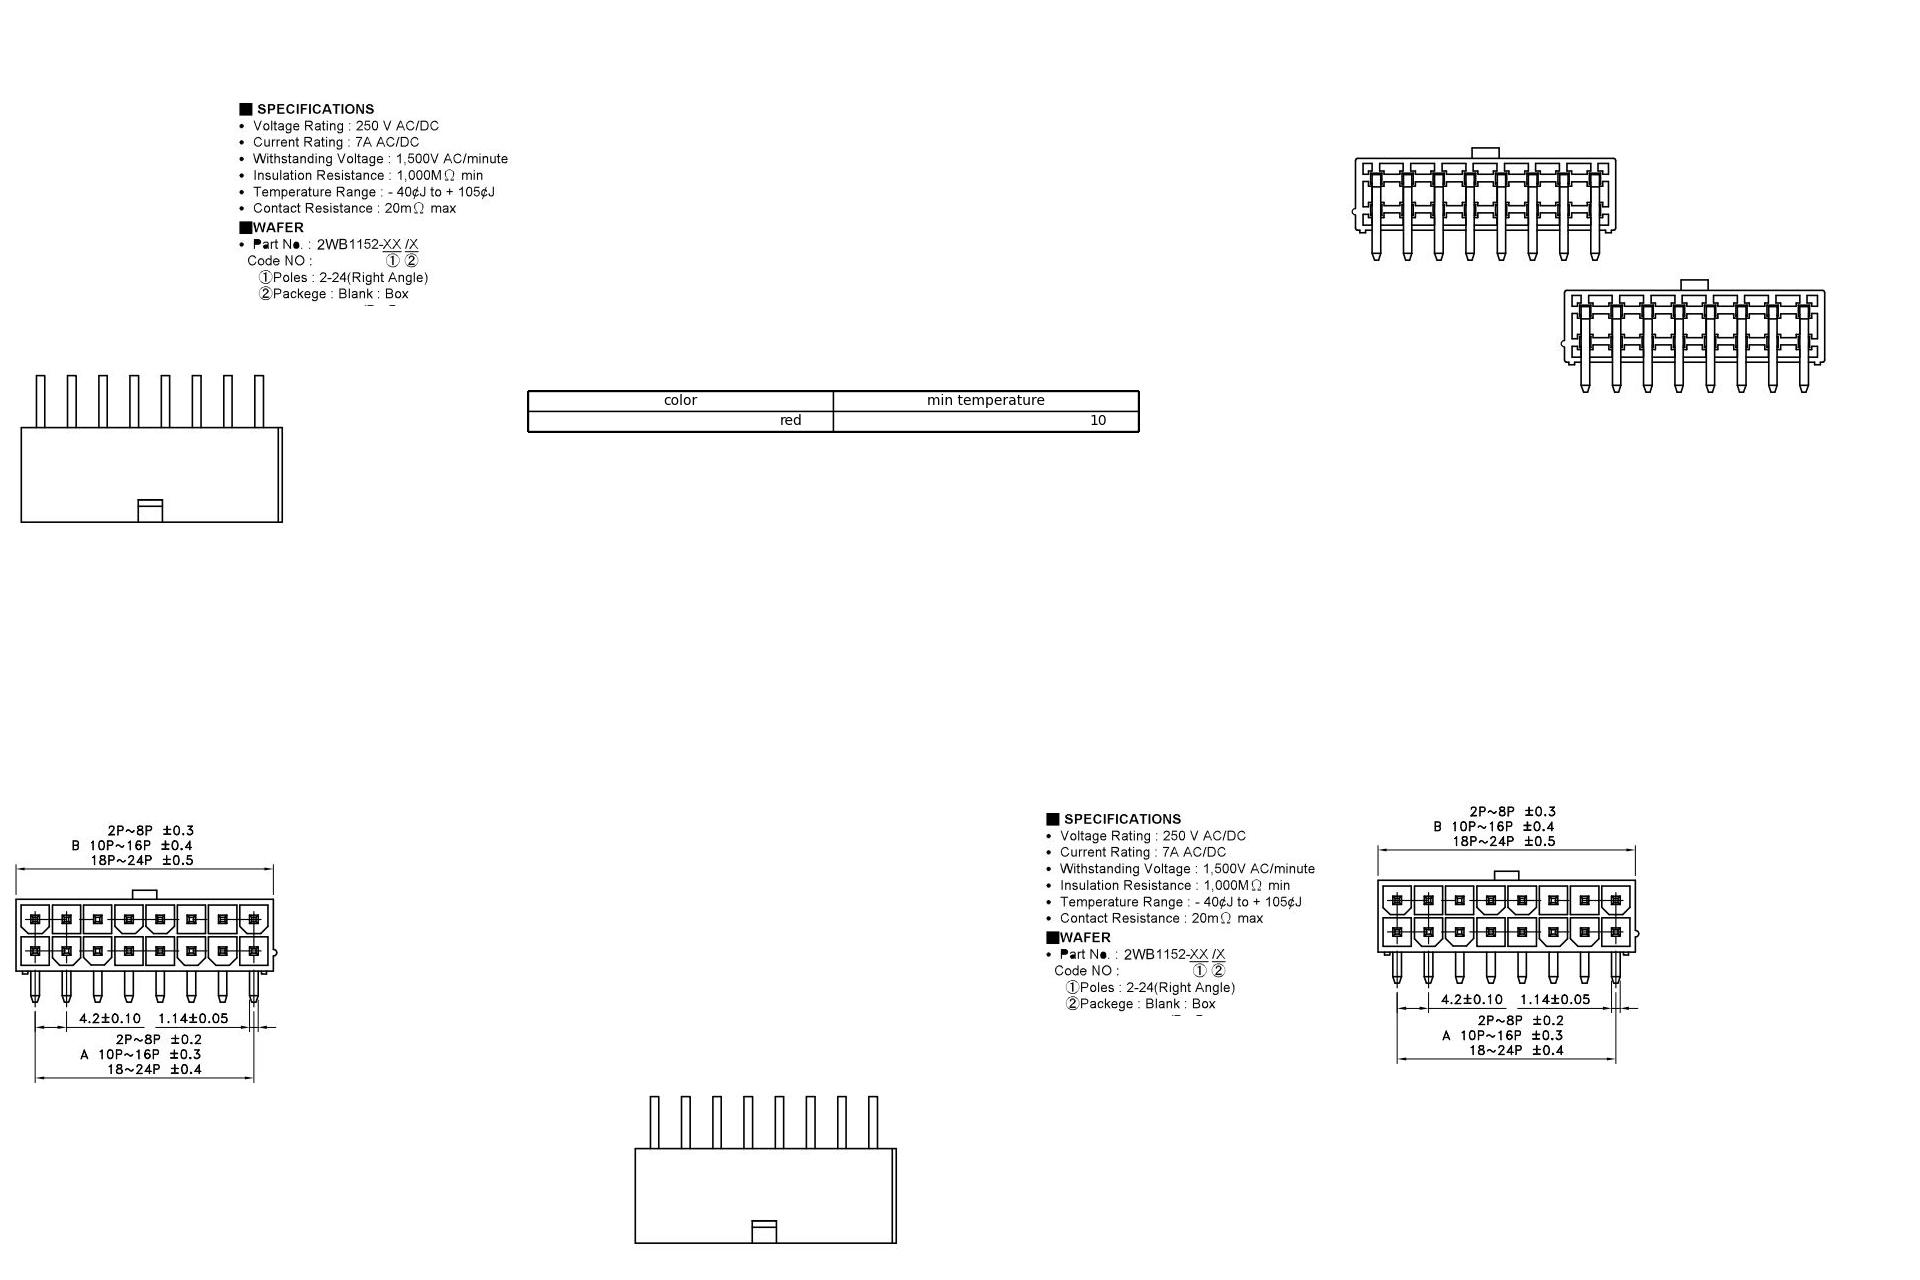 ■ SPECIFICATIONS
• Voltage Rating : 250 V AC/DC
• Current Rating : 7A AC/DC
• Withstanding Voltage : 1,500V AC/minute
• Insulation Resistance : 1,000MΩ min
• Temperature Range : - 40¢J to + 105¢J
• Contact Resistance : 20mΩ max
■WAFER
• Part No. : 2WB1152-XX /X
Code NO : ① ②
①Poles : 2-24(Right Angle)
②Packege : Blank : Box
color min temperature
red 10
2P~8P ±0.3
B 10P~16P ±0.4
18P~24P ±0.5
4.2±0.10 1.14±0.05
2P~8P ±0.2
A 10P~16P ±0.3
18~24P ±0.4
■ SPECIFICATIONS
• Voltage Rating : 250 V AC/DC
• Current Rating : 7A AC/DC
• Withstanding Voltage : 1,500V AC/minute
• Insulation Resistance : 1,000MΩ min
• Temperature Range : - 40¢J to + 105¢J
• Contact Resistance : 20mΩ max
■WAFER
• Part No. : 2WB1152-XX /X
Code NO : ① ②
①Poles : 2-24(Right Angle)
②Packege : Blank : Box
2P~8P ±0.3
B 10P~16P ±0.4
18P~24P ±0.5
4.2±0.10 1.14±0.05
2P~8P ±0.2
A 10P~16P ±0.3
18~24P ±0.4